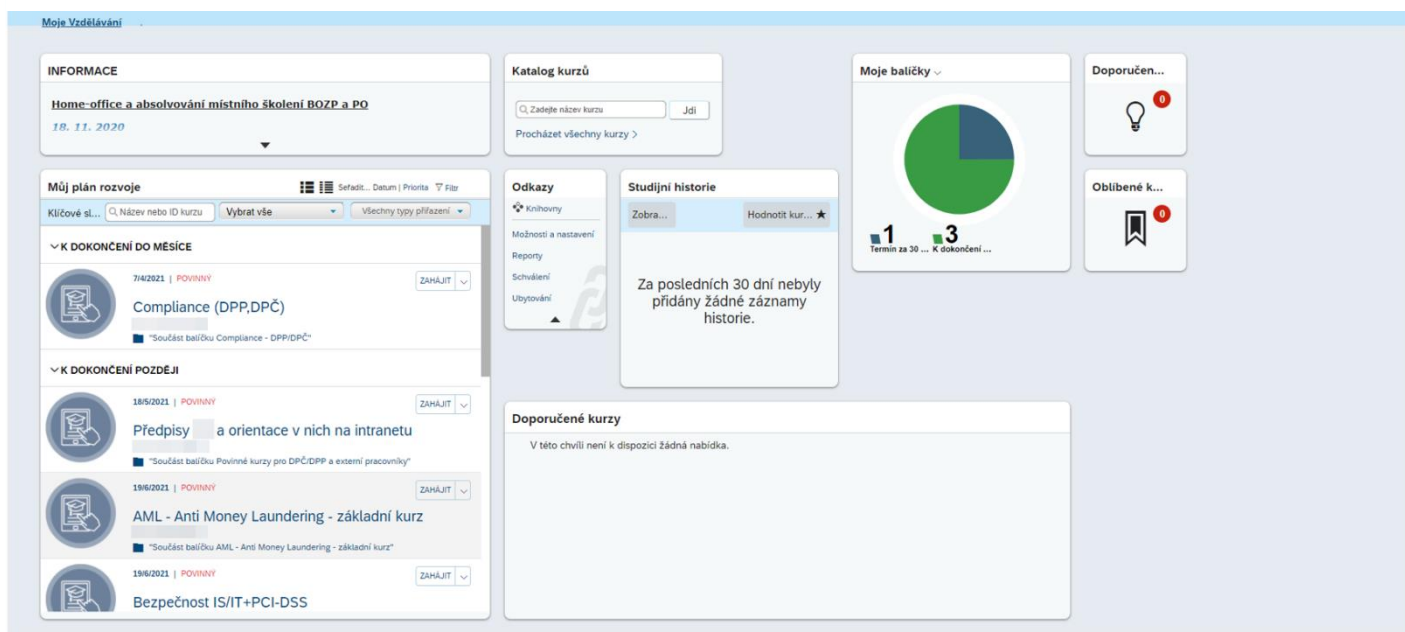 Moje Vzdělávání
INFORMACE
Home-office a absolvování místního školení BOZP a PO
18. 11. 2020
Můj plán rozvoje
Seřadit... Datum | Priorita Filtr
Klíčové sl... Název nebo ID kurzu Vybrat vše Všechny typy přiřazení
K DOKONČENÍ DO MĚSÍCE
7/4/2021 | POVINNÝ ZAHÁJIT
Compliance (DPP,DPČ)
"Součást balíčku Compliance - DPP/DPČ"
K DOKONČENÍ POZDĚJI
18/5/2021 | POVINNÝ ZAHÁJIT
Předpisy a orientace v nich na intranetu
"Součást balíčku Povinné kurzy pro DPČ/DPP a externí pracovníky"
19/6/2021 | POVINNÝ ZAHÁJIT
AML - Anti Money Laundering - základní kurz
"Součást balíčku AML - Anti Money Laundering - základní kurz"
19/6/2021 | POVINNÝ ZAHÁJIT
Bezpečnost IS/IT+PCI-DSS
Katalog kurzů
Zadejte název kurzu Jdi
Procházet všechny kurzy >
Odkazy
Knihovny
Možnosti a nastavení
Reporty
Schválení
Ubytování
Studijní historie
Zobra... Hodnotit kur... ★
Za posledních 30 dní nebyly
přidány žádné záznamy
historie.
Doporučené kurzy
V této chvíli není k dispozici žádná nabídka.
Moje balíčky
1 3
Termín za 30 ... K dokončení ...
Doporučen...
0
Oblíbené k...
0